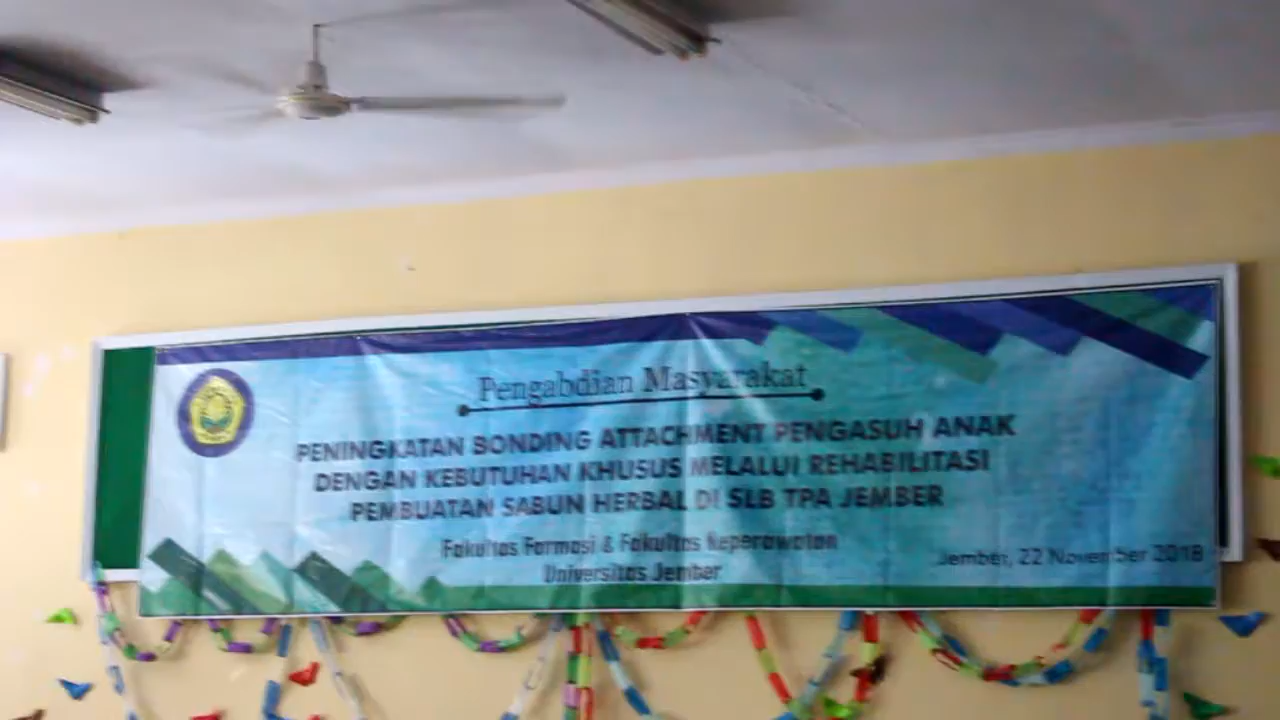 Pengabdian Masyarakat
PENINGKATAN BONDING ATTACHMENT PENGASUH ANAK
DENGAN KEBUTUHAN KHUSUS MELALUI REHABILITASI
PEMBUATAN SABUN HERBAL DI SLB TPA JEMBER
Fakultas Farmasi & Fakultas Keperawatan
Universitas Jember
Jember, 22 November 2018